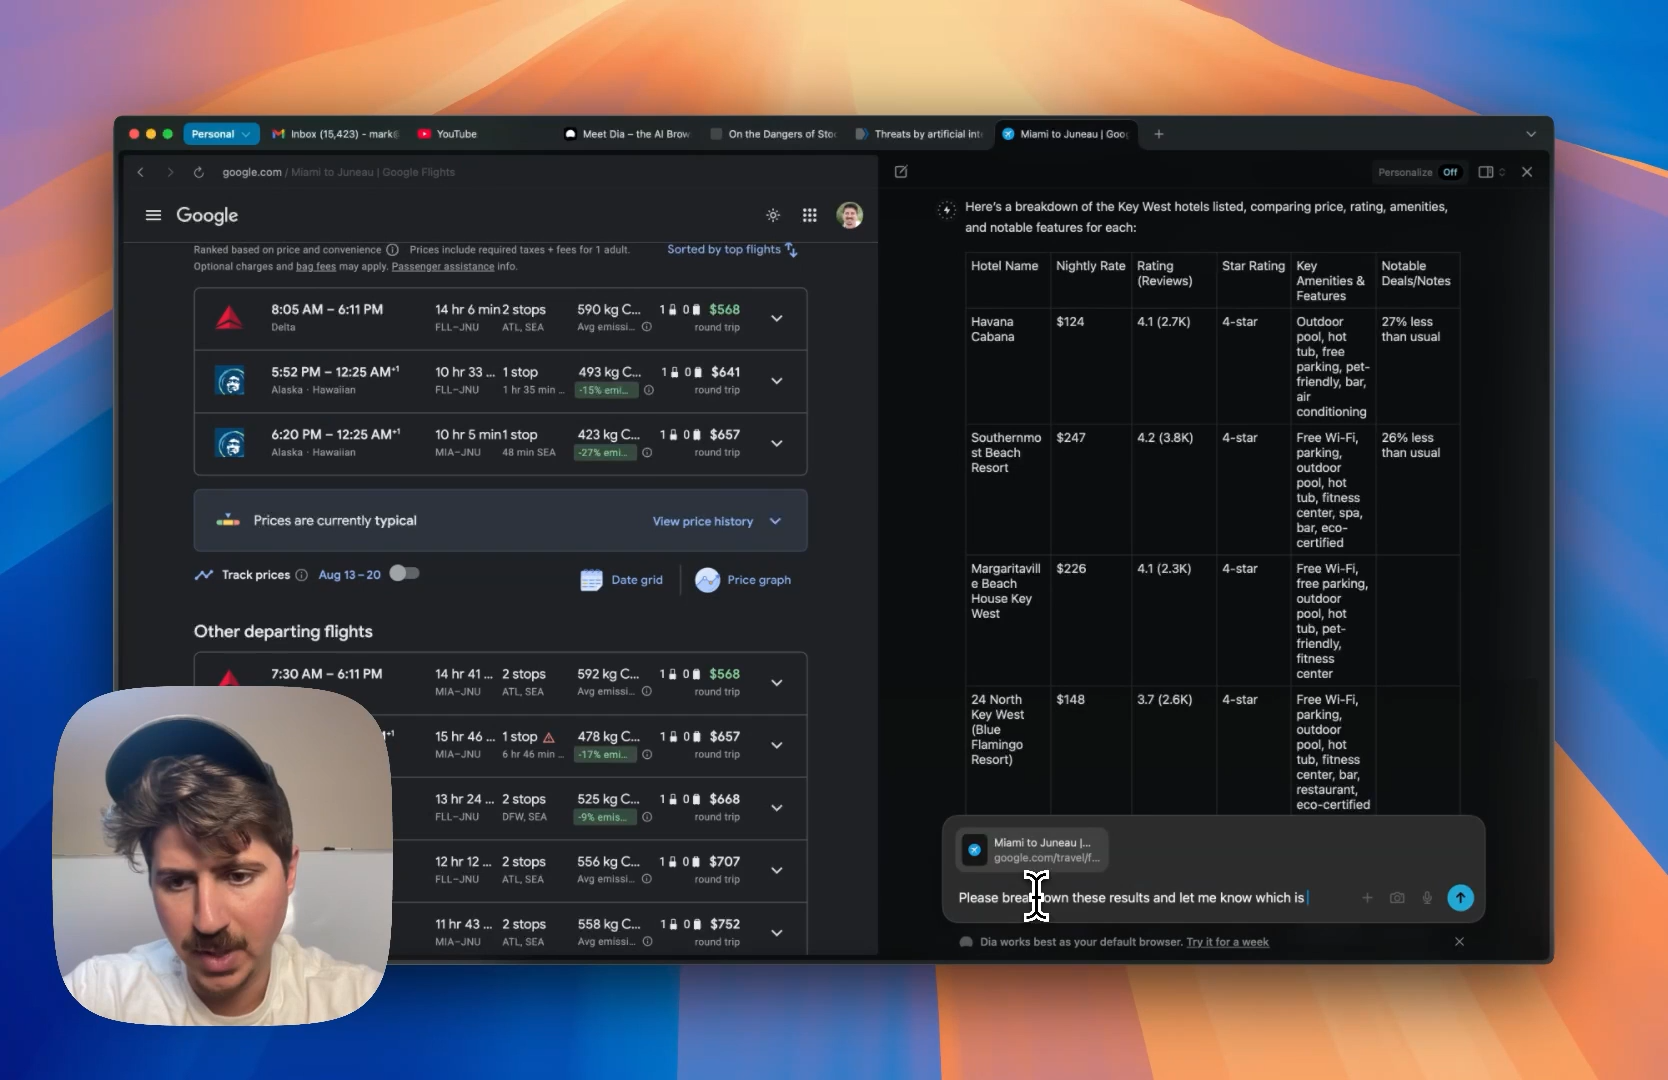 Personal
Inbox (15,423) - mark
YouTube
Meet Dia – the AI Brow
On the Dangers of Stoc
Threats by artificial int
Miami to Juneau | Goo
google.com / Miami to Juneau | Google Flights
Google
Ranked based on price and convenience Prices include required taxes + fees for 1 adult.
Optional charges and bag fees may apply. Passenger assistance info.
Sorted by top flights
8:05 AM – 6:11 PM 14 hr 6 min 2 stops 590 kg C... 1 0 $568
Delta FLL–JNU ATL, SEA Avg emissi... round trip
5:52 PM – 12:25 AM+1 10 hr 33 ... 1 stop 493 kg C... 1 0 $641
Alaska · Hawaiian FLL–JNU 1 hr 35 min ... -15% emi... round trip
6:20 PM – 12:25 AM+1 10 hr 5 min 1 stop 423 kg C... 1 0 $657
Alaska · Hawaiian MIA–JNU 48 min SEA -27% emi... round trip
Prices are currently typical View price history
Track prices Aug 13 – 20 Date grid Price graph
Other departing flights
7:30 AM – 6:11 PM 14 hr 41 ... 2 stops 592 kg C... 1 0 $568
MIA–JNU ATL, SEA Avg emissi... round trip
+1 15 hr 46 ... 1 stop 478 kg C... 1 0 $657
MIA–JNU 6 hr 46 min ... -17% emi... round trip
13 hr 24 ... 2 stops 525 kg C... 1 0 $668
FLL–JNU DFW, SEA -9% emis... round trip
12 hr 12 ... 2 stops 556 kg C... 1 0 $707
FLL–JNU ATL, SEA Avg emissi... round trip
11 hr 43 ... 2 stops 558 kg C... 1 0 $752
MIA–JNU ATL, SEA Avg emissi... round trip
Personalize Off
Here's a breakdown of the Key West hotels listed, comparing price, rating, amenities,
and notable features for each:
Hotel Name Nightly Rate Rating Star Rating Key Notable
(Reviews) Amenities & Deals/Notes
Features
Havana $124 4.1 (2.7K) 4-star Outdoor 27% less
Cabana pool, hot than usual
tub, free
parking, pet-
friendly, bar,
air
conditioning
Southernmo $247 4.2 (3.8K) 4-star Free Wi-Fi, 26% less
st Beach parking, than usual
Resort outdoor
pool, hot
tub, fitness
center, spa,
bar, eco-
certified
Margaritavill $226 4.1 (2.3K) 4-star Free Wi-Fi,
e Beach free parking,
House Key outdoor
West pool, hot
tub, pet-
friendly,
fitness
center
24 North $148 3.7 (2.6K) 4-star Free Wi-Fi,
Key West parking,
(Blue outdoor
Flamingo pool, hot
Resort) tub, fitness
center, bar,
restaurant,
eco-certified
Miami to Juneau |...
google.com/travel/f...
Please break down these results and let me know which is
Dia works best as your default browser. Try it for a week